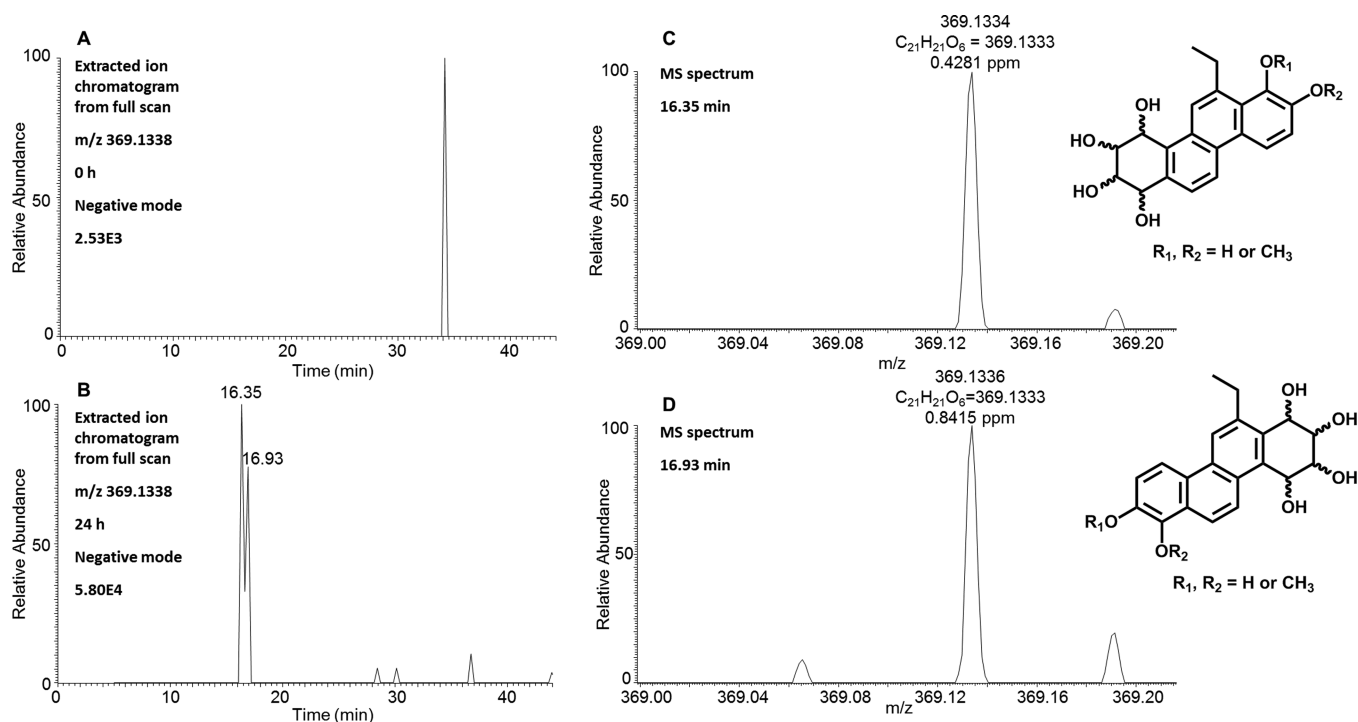 A
Extracted ion
chromatogram
from full scan
m/z 369.1338
0 h
Negative mode
2.53E3
Relative Abundance
100
50
0
0 10 20 30 40
Time (min)
B
Extracted ion
chromatogram
from full scan
m/z 369.1338
24 h
Negative mode
5.80E4
16.35
16.93
Relative Abundance
100
50
0
0 10 20 30 40
Time (min)
C
MS spectrum
16.35 min
369.1334
C₂₁H₂₁O₆ = 369.1333
0.4281 ppm
Relative Abundance
100
50
0
369.00 369.04 369.08 369.12 369.16 369.20
m/z
OR₁
OR₂
OH
HO
HO
OH
R₁, R₂ = H or CH₃
D
MS spectrum
16.93 min
369.1336
C₂₁H₂₁O₆=369.1333
0.8415 ppm
Relative Abundance
100
50
0
369.00 369.04 369.08 369.12 369.16 369.20
m/z
OH
OH
OH
OH
R₁O
OR₂
R₁, R₂ = H or CH₃